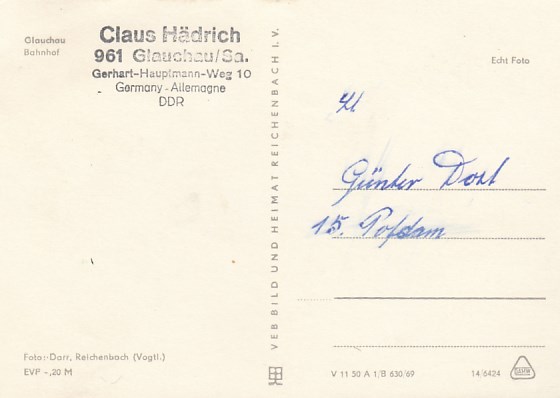 Glauchau
Bahnhof
Claus Hädrich
961 Glauchau/Sa.
Gerhart-Hauptmann-Weg 10
Germany-Allemagne
DDR
Foto: Darr, Reichenbach (Vogtl.)
EVP -,20 M
VEB BILD UND HEIMAT REICHENBACH I. V.
Echt Foto
Günter Dost
15. Potsdam
V 11 50 A 1/B 630/69
14/6424